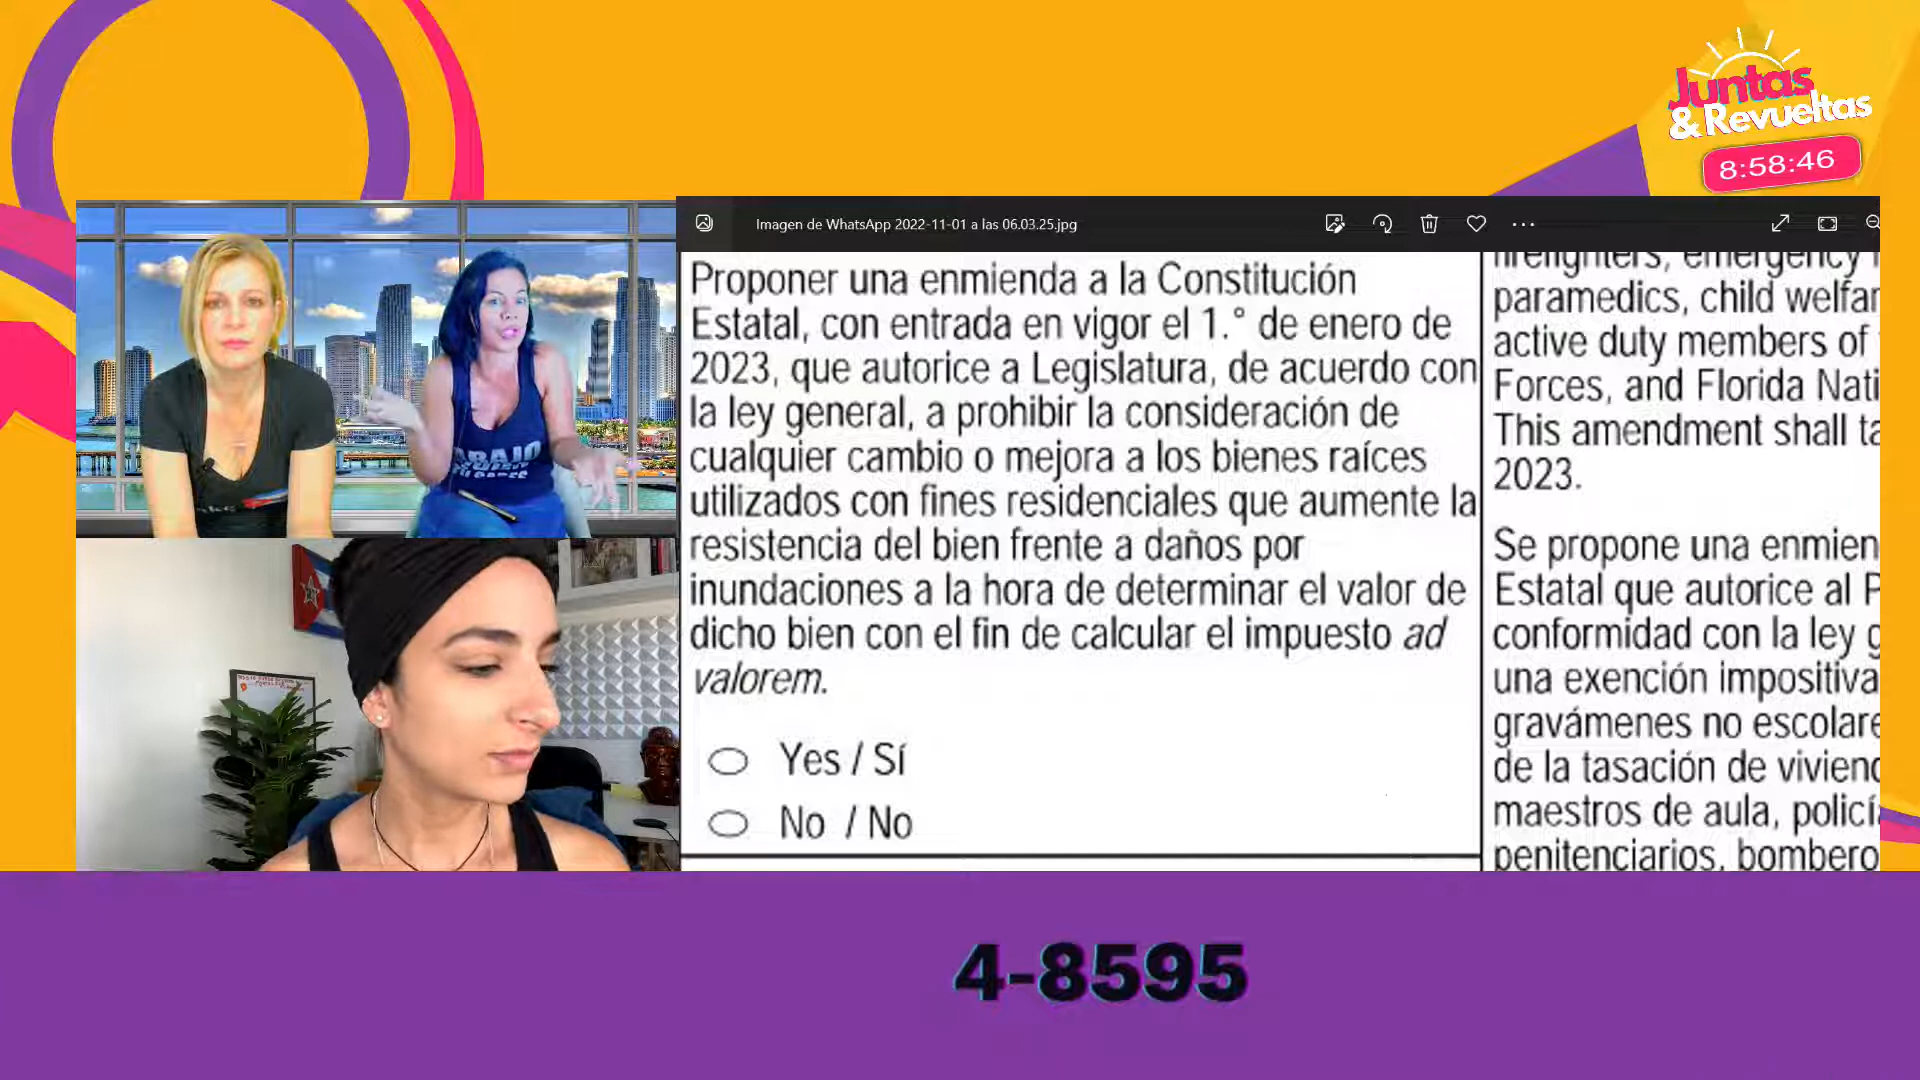 Juntas
& Revueltas
8:58:46
Imagen de WhatsApp 2022-11-01 a las 06.03.25.jpg
Proponer una enmienda a la Constitución
Estatal, con entrada en vigor el 1.° de enero de
2023, que autorice a Legislatura, de acuerdo con
la ley general, a prohibir la consideración de
cualquier cambio o mejora a los bienes raíces
utilizados con fines residenciales que aumente la
resistencia del bien frente a daños por
inundaciones a la hora de determinar el valor de
dicho bien con el fin de calcular el impuesto ad
valorem.
Yes / Sí
No / No
firefighters, emergency
paramedics, child welfar
active duty members of
Forces, and Florida Nati
This amendment shall ta
2023.
Se propone una enmien
Estatal que autorice al P
conformidad con la ley g
una exención impositiva
gravámenes no escolare
de la tasación de viviend
maestros de aula, policí
penitenciarios, bombero
4-8595